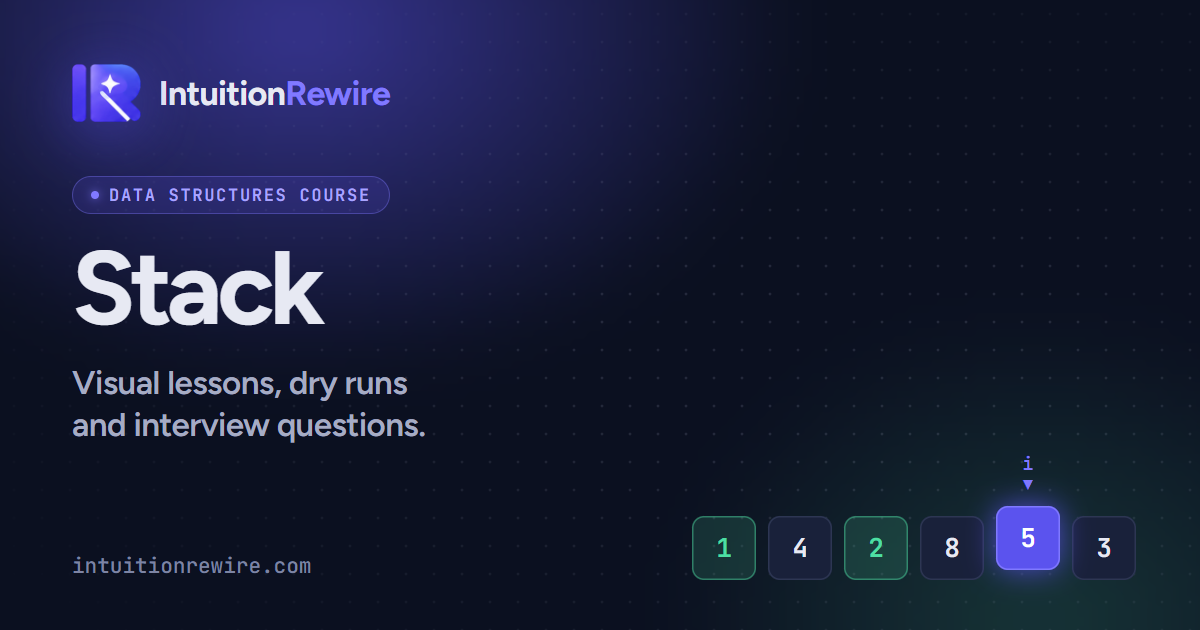 IntuitionRewire
DATA STRUCTURES COURSE
Stack
Visual lessons, dry runs
and interview questions.
i
1 4 2 8 5 3
intuitionrewire.com